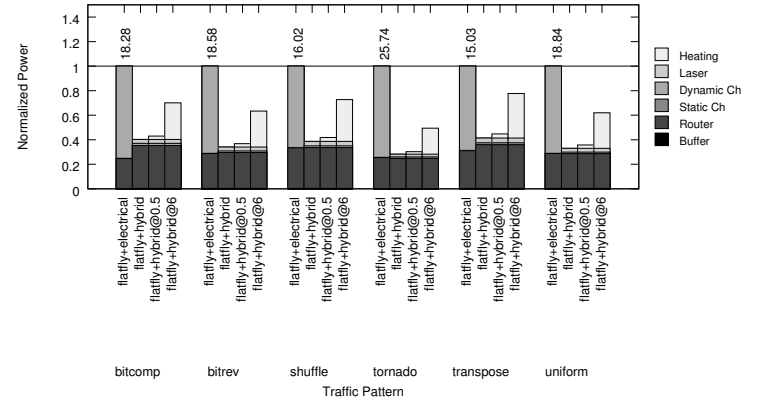 1.4
1.2
1
0.8
0.6
0.4
0.2
0
Normalized Power
18.28
18.58
16.02
25.74
15.03
18.84
Heating
Laser
Dynamic Ch
Static Ch
Router
Buffer
flatfly+electrical
flatfly+hybrid
flatfly+hybrid@0.5
flatfly+hybrid@6
flatfly+electrical
flatfly+hybrid
flatfly+hybrid@0.5
flatfly+hybrid@6
flatfly+electrical
flatfly+hybrid
flatfly+hybrid@0.5
flatfly+hybrid@6
flatfly+electrical
flatfly+hybrid
flatfly+hybrid@0.5
flatfly+hybrid@6
flatfly+electrical
flatfly+hybrid
flatfly+hybrid@0.5
flatfly+hybrid@6
flatfly+electrical
flatfly+hybrid
flatfly+hybrid@0.5
flatfly+hybrid@6
bitcomp bitrev shuffle tornado transpose uniform
Traffic Pattern